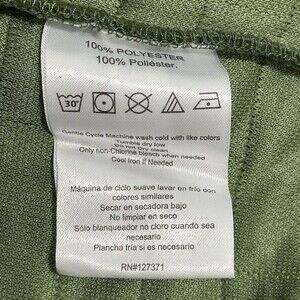 100% POLYESTER
100% Poliéster.
30°
Gentle Cycle Machine wash cold with like colors
Tumble dry low
Do not Dry clean
Only non-Chlorine bleach when needed
Cool Iron If Needed
Máquina de ciclo suave lavar en frío con
colores similares
Secar en secadora bajo
No limpiar en seco
Sólo sin cloro blanqueador cuando sea
necesario
Plancha fría si es necesario
RN#127371